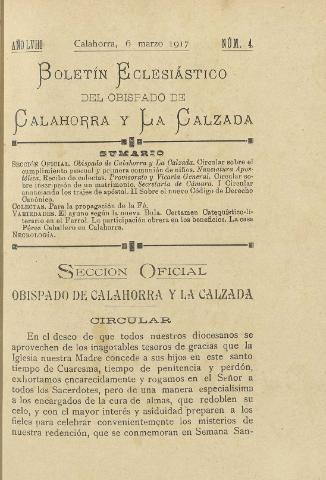 AÑO LVIII Calahorra, 6 marzo 1917 NÚM. 4.
BOLETÍN ECLESIÁSTICO
DEL OBISPADO DE
CALAHORRA Y LA CALZADA
SUMARIO
SECCIÓN OFICIAL. Obispado de Calahorra y La Calzada. Circular sobre el
cumplimiento pascual y primera comunión de niños. Nunciatura Apos-
tólica. Recibo de colectas. Provisorato y Vicaría General. Circular so-
bre inscripción de un matrimonio. Secretaría de Cámara. I Circular
anunciando los trajes de apóstol. II Sobre el nuevo Código de Derecho
Canónico.
COLECTAS. Para la propagación de la Fé.
VARIEDADES. El ayuno según la nueva Bula. Certamen Catequístico-li-
terario en el Ferrol. La participación obrera en los beneficios. La casa
Pérez Caballero en Calahorra.
NECROLOGÍA.
SECCION OFICIAL
OBISPADO DE CALAHORRA Y LA CALZADA
CIRCULAR
En el deseo de que todos nuestros diocesanos se
aprovechen de los inagotables tesoros de gracias que la
Iglesia nuestra Madre concede a sus hijos en este santo
tiempo de Cuaresma, tiempo de penitencia y perdón,
exhortamos encarecidamente y rogamos en el Señor a
todos los Sacerdotes, pero de una manera especialísima
a los encargados de la cura de almas, que redoblen su
celo, y con el mayor interés y asiduidad preparen a los
fieles para celebrar convenientemente los misterios de
nuestra redención, que se conmemoran en Semana San-